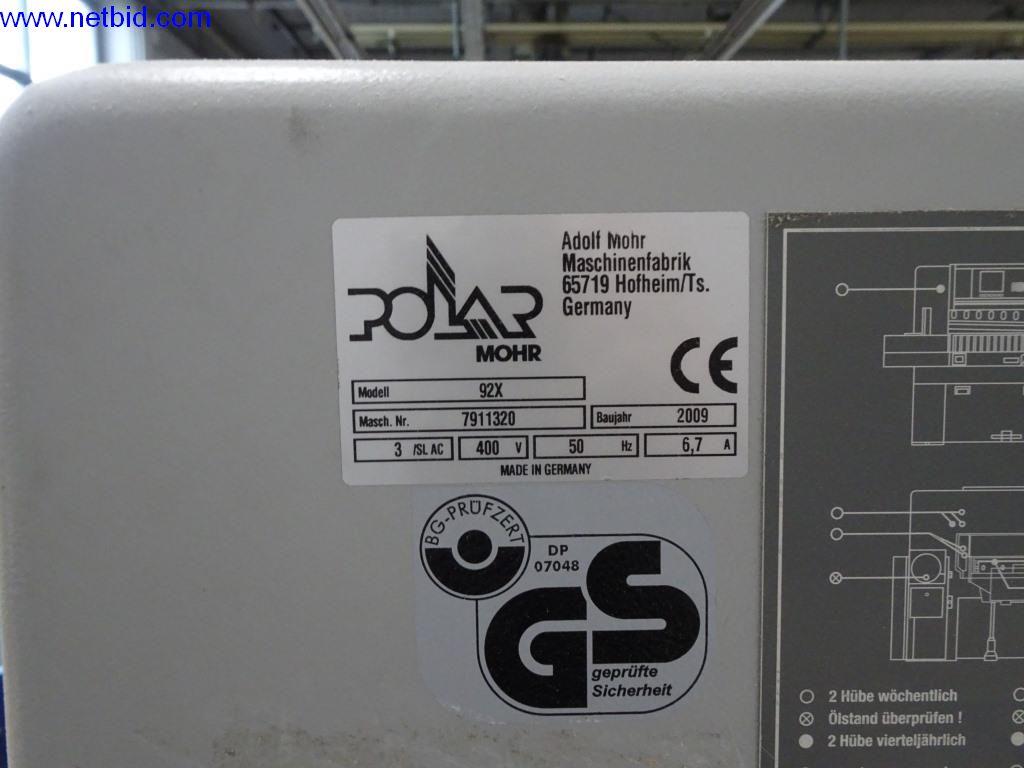 www.netbid.com
POLAR
MOHR
Adolf Mohr
Maschinenfabrik
65719 Hofheim/Ts.
Germany
CE
Modell 92X
Masch. Nr. 7911320 Baujahr 2009
3 /SL AC 400 V 50 Hz 6,7 A
MADE IN GERMANY
BG-PRÜFZERT
DP
07048
GS
geprüfte
Sicherheit
2 Hübe wöchentlich
Ölstand überprüfen !
2 Hübe vierteljährlich